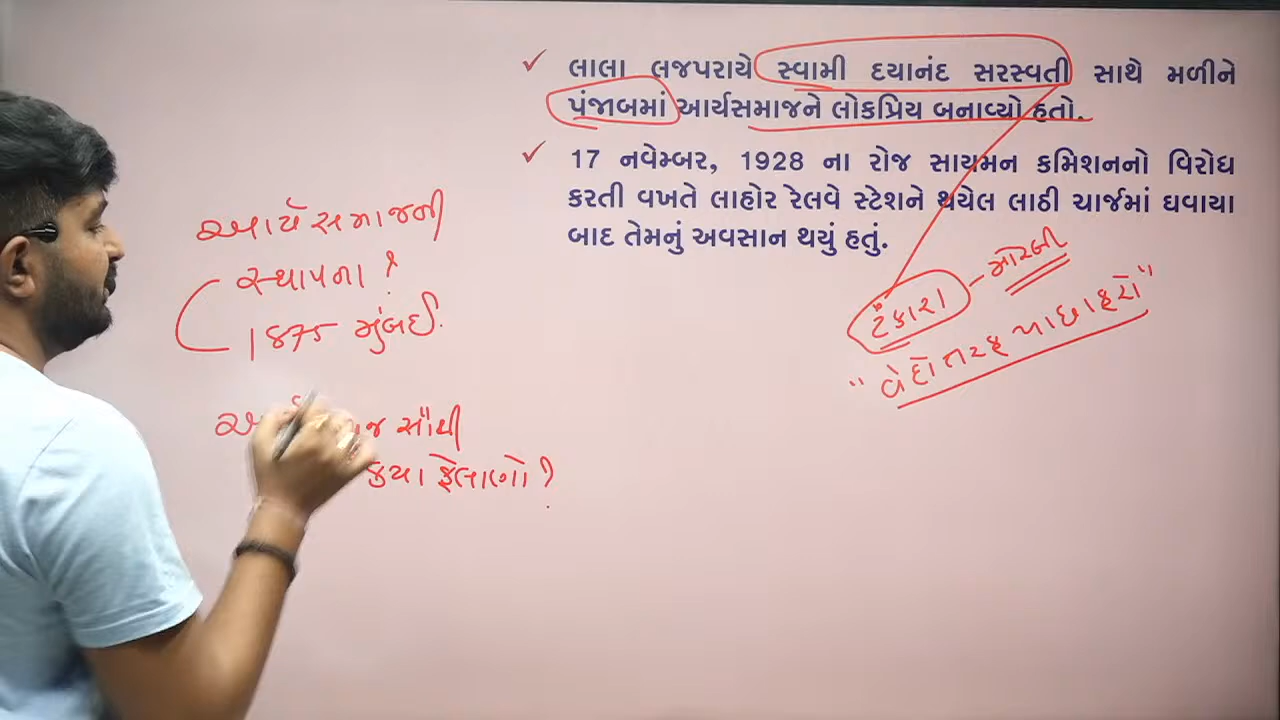 લાલા લજપરાયે સ્વામી દયાનંદ સરસ્વતી સાથે મળીને
પંજાબમાં આર્યસમાજને લોકપ્રિય બનાવ્યો હતો.
17 નવેમ્બર, 1928 ના રોજ સાયમન કમિશનનો વિરોધ
કરતી વખતે લાહોર રેલવે સ્ટેશને થયેલ લાઠી ચાર્જમાં ઘવાયા
બાદ તેમનું અવસાન થયું હતું.
આર્ય સમાજની
સ્થાપના ?
1875 મુંબઈ.
સૌથી
ક્યા ફેલાણો ?
ટંકારા - મોરબી
"વેદો તરફ પાછા ફરો"